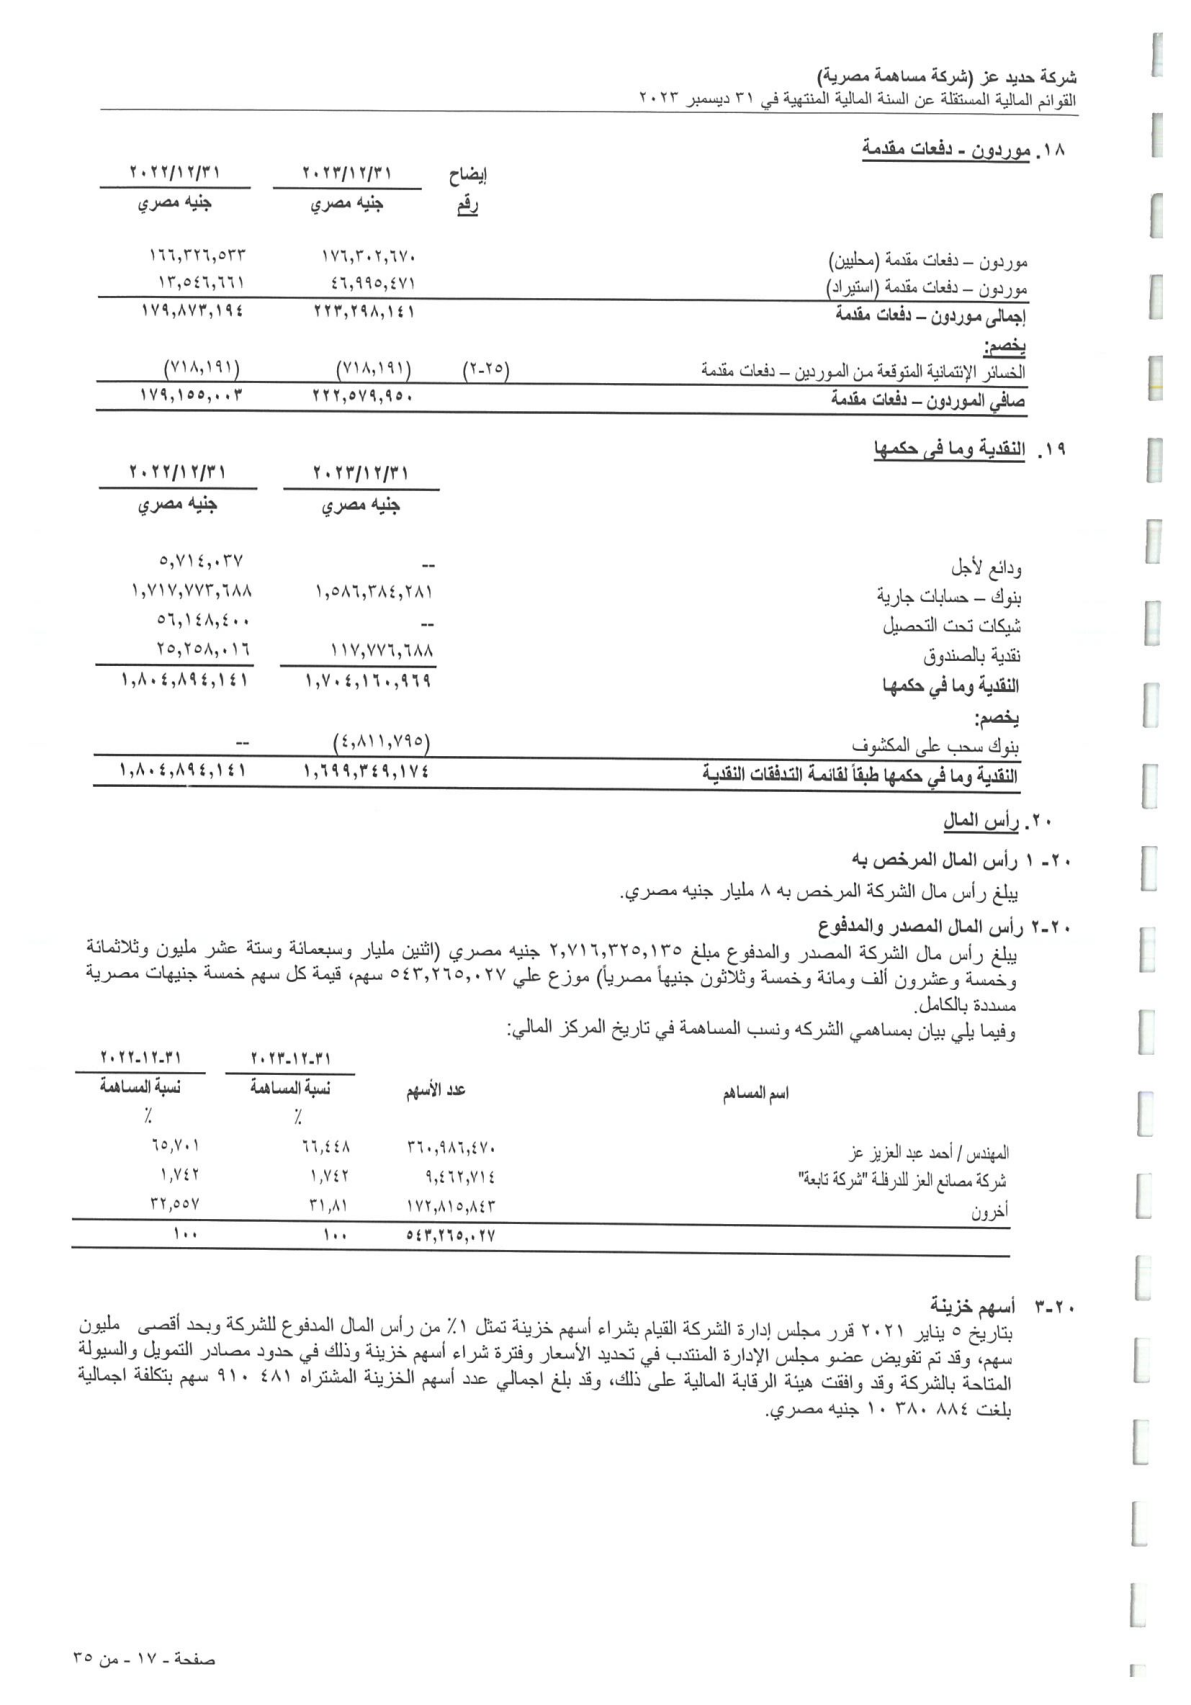 شركة حديد عز (شركة مساهمة مصرية)
القوائم المالية المستقلة عن السنة المالية المنتهية في ٣١ ديسمبر ٢٠٢٣
١٨. موردون - دفعات مقدمة
إيضاح ٢٠٢٣/١٢/٣١ ٢٠٢٢/١٢/٣١
رقم جنيه مصري جنيه مصري
موردون – دفعات مقدمة (محليين) ١٧٦,٣٠٢,٦٧٠ ١٦٦,٣٢٦,٥٣٣
موردون – دفعات مقدمة (استيراد) ٤٦,٩٩٥,٤٧١ ١٣,٥٤٦,٦٦١
إجمالى موردون – دفعات مقدمة ٢٢٣,٢٩٨,١٤١ ١٧٩,٨٧٣,١٩٤
يخصم:
الخسائر الإنتمائية المتوقعة من الموردين – دفعات مقدمة (٢٥-٢) (٧١٨,١٩١) (٧١٨,١٩١)
صافي الموردون – دفعات مقدمة ٢٢٢,٥٧٩,٩٥٠ ١٧٩,١٥٥,٠٠٣
١٩. النقدية وما في حكمها
٢٠٢٣/١٢/٣١ ٢٠٢٢/١٢/٣١
جنيه مصري جنيه مصري
ودائع لأجل -- ٥,٧١٤,٠٣٧
بنوك – حسابات جارية ١,٥٨٦,٣٨٤,٢٨١ ١,٧١٧,٧٧٣,٦٨٨
شيكات تحت التحصيل -- ٥٦,١٤٨,٤٠٠
نقدية بالصندوق ١١٧,٧٧٦,٦٨٨ ٢٥,٢٥٨,٠١٦
النقدية وما في حكمها ١,٧٠٤,١٦٠,٩٦٩ ١,٨٠٤,٨٩٤,١٤١
يخصم:
بنوك سحب على المكشوف (٤,٨١١,٧٩٥) --
النقدية وما في حكمها طبقاً لقائمة التدفقات النقدية ١,٦٩٩,٣٤٩,١٧٤ ١,٨٠٤,٨٩٤,١٤١
٢٠. رأس المال
٢٠- ١ رأس المال المرخص به
يبلغ رأس مال الشركة المرخص به ٨ مليار جنيه مصري.
٢٠-٢ رأس المال المصدر والمدفوع
يبلغ رأس مال الشركة المصدر والمدفوع مبلغ ٢,٧١٦,٣٢٥,١٣٥ جنيه مصري (اثنين مليار وسبعمائة وستة عشر مليون وثلاثمائة
وخمسة وعشرون ألف ومائة وخمسة وثلاثون جنيهاً مصرياً) موزع علي ٥٤٣,٢٦٥,٠٢٧ سهم، قيمة كل سهم خمسة جنيهات مصرية
مسددة بالكامل.
وفيما يلي بيان بمساهمي الشركه ونسب المساهمة في تاريخ المركز المالي:
٣١-١٢-٢٠٢٣ ٣١-١٢-٢٠٢٢
اسم المساهم عدد الأسهم نسبة المساهمة نسبة المساهمة
٪ ٪
المهندس / أحمد عبد العزيز عز ٣٦٠,٩٨٦,٤٧٠ ٦٦,٤٤٨ ٦٥,٧٠١
شركة مصانع العز للدرفلة "شركة تابعة" ٩,٤٦٢,٧١٤ ١,٧٤٢ ١,٧٤٢
أخرون ١٧٢,٨١٥,٨٤٣ ٣١,٨١ ٣٢,٥٥٧
٥٤٣,٢٦٥,٠٢٧ ١٠٠ ١٠٠
٢٠-٣ أسهم خزينة
بتاريخ ٥ يناير ٢٠٢١ قرر مجلس إدارة الشركة القيام بشراء أسهم خزينة تمثل ١٪ من رأس المال المدفوع للشركة وبحد أقصى مليون
سهم، وقد تم تفويض عضو مجلس الإدارة المنتدب في تحديد الأسعار وفترة شراء أسهم خزينة وذلك في حدود مصادر التمويل والسيولة
المتاحة بالشركة وقد وافقت هيئة الرقابة المالية على ذلك، وقد بلغ اجمالي عدد أسهم الخزينة المشتراه ٤٨١ ٩١٠ سهم بتكلفة اجمالية
بلغت ٨٨٤ ٣٨٠ ١٠ جنيه مصري.
صفحة - ١٧ - من ٣٥